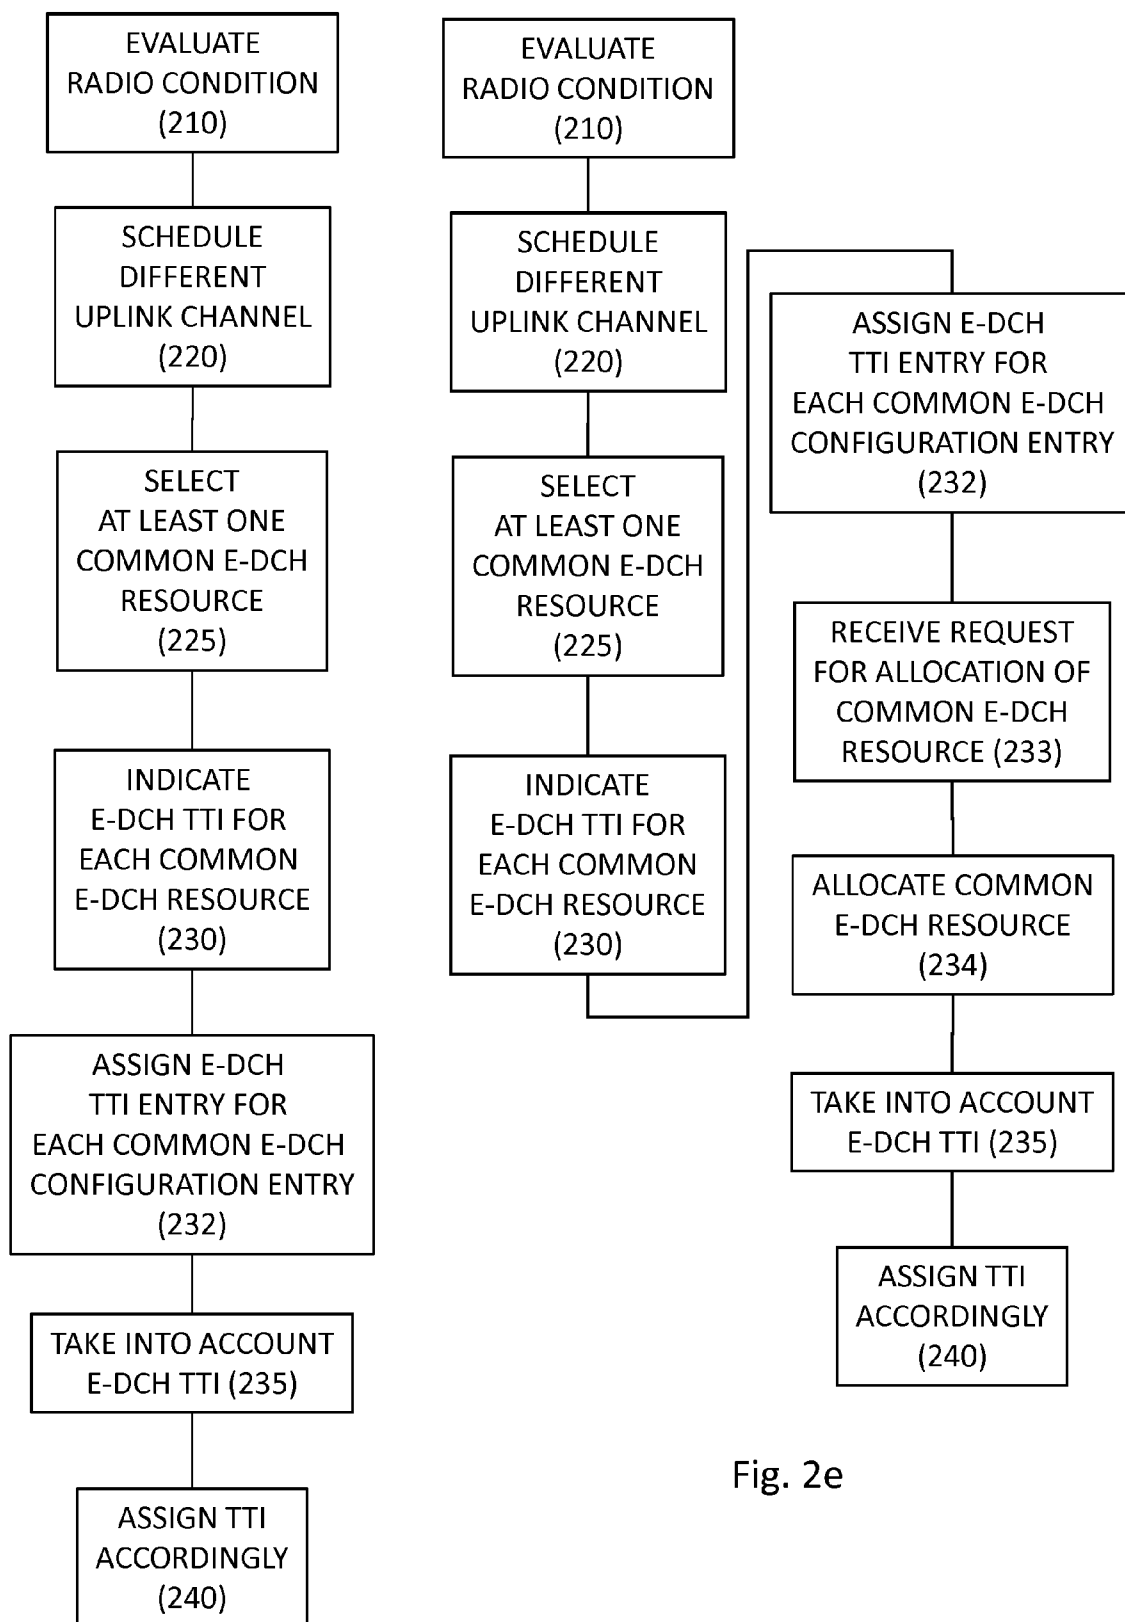 EVALUATE
RADIO CONDITION
(210)
SCHEDULE
DIFFERENT
UPLINK CHANNEL
(220)
SELECT
AT LEAST ONE
COMMON E-DCH
RESOURCE
(225)
INDICATE
E-DCH TTI FOR
EACH COMMON
E-DCH RESOURCE
(230)
ASSIGN E-DCH
TTI ENTRY FOR
EACH COMMON E-DCH
CONFIGURATION ENTRY
(232)
TAKE INTO ACCOUNT
E-DCH TTI (235)
ASSIGN TTI
ACCORDINGLY
(240)
EVALUATE
RADIO CONDITION
(210)
SCHEDULE
DIFFERENT
UPLINK CHANNEL
(220)
SELECT
AT LEAST ONE
COMMON E-DCH
RESOURCE
(225)
INDICATE
E-DCH TTI FOR
EACH COMMON
E-DCH RESOURCE
(230)
ASSIGN E-DCH
TTI ENTRY FOR
EACH COMMON E-DCH
CONFIGURATION ENTRY
(232)
RECEIVE REQUEST
FOR ALLOCATION OF
COMMON E-DCH
RESOURCE (233)
ALLOCATE COMMON
E-DCH RESOURCE
(234)
TAKE INTO ACCOUNT
E-DCH TTI (235)
ASSIGN TTI
ACCORDINGLY
(240)
Fig. 2e